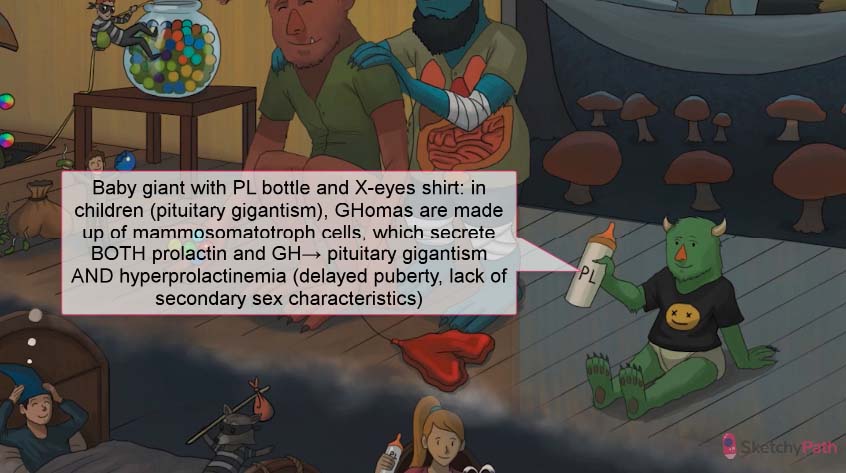 Baby giant with PL bottle and X-eyes shirt: in
children (pituitary gigantism), GHomas are made
up of mammosomatotroph cells, which secrete
BOTH prolactin and GH→ pituitary gigantism
AND hyperprolactinemia (delayed puberty, lack of
secondary sex characteristics)
PL
SketchyPath